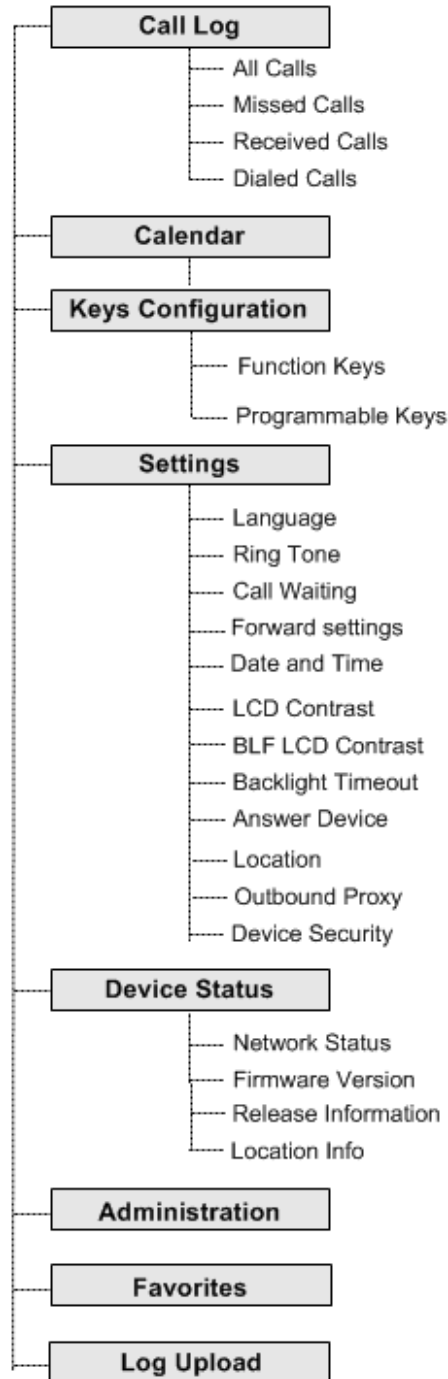 Call Log
All Calls
Missed Calls
Received Calls
Dialed Calls
Calendar
Keys Configuration
Function Keys
Programmable Keys
Settings
Language
Ring Tone
Call Waiting
Forward settings
Date and Time
LCD Contrast
BLF LCD Contrast
Backlight Timeout
Answer Device
Location
Outbound Proxy
Device Security
Device Status
Network Status
Firmware Version
Release Information
Location Info
Administration
Favorites
Log Upload